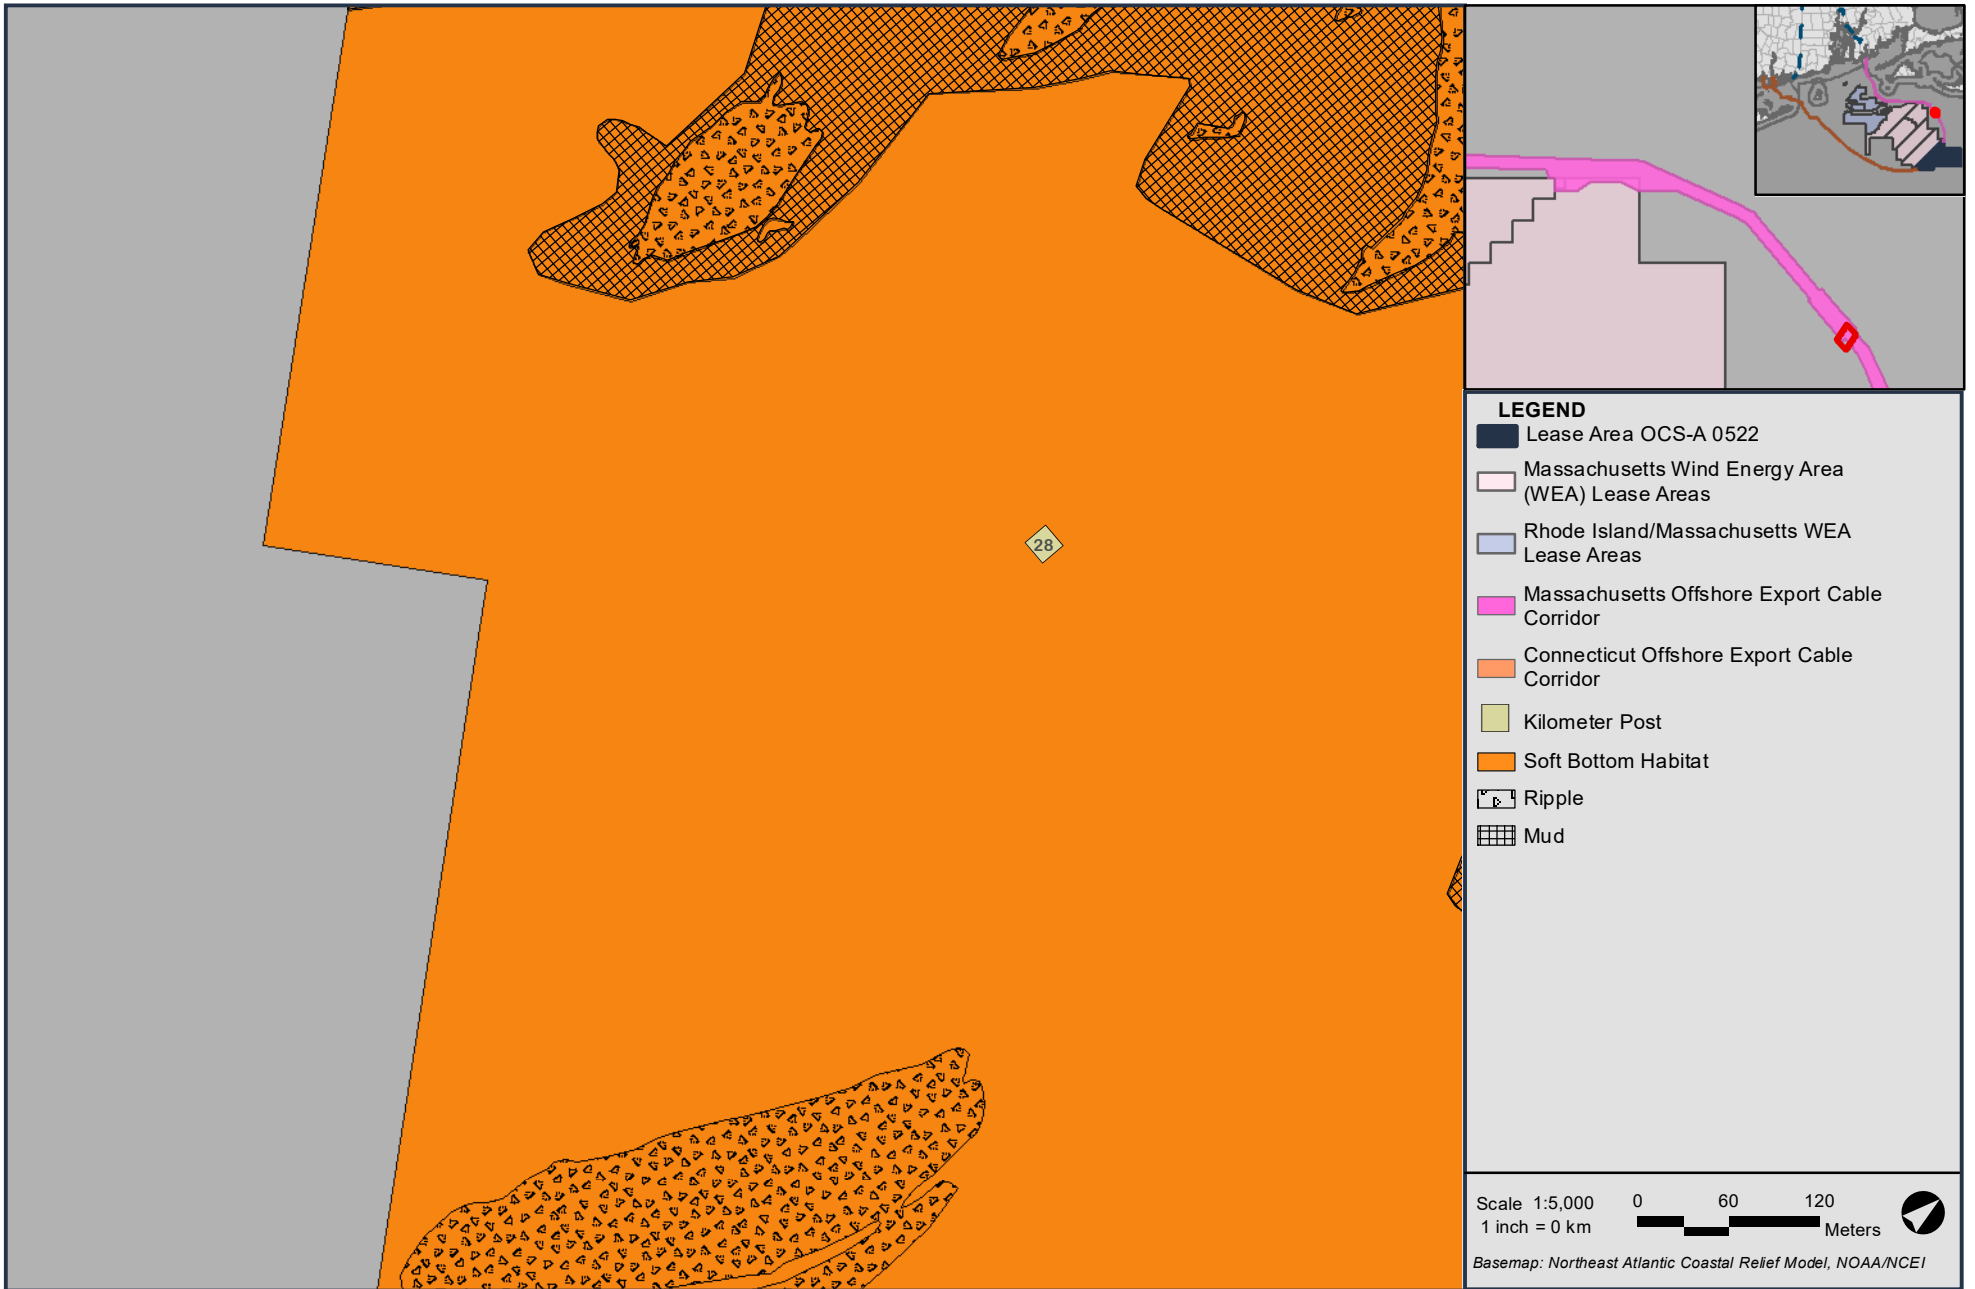 28
LEGEND
Lease Area OCS-A 0522
Massachusetts Wind Energy Area
(WEA) Lease Areas
Rhode Island/Massachusetts WEA
Lease Areas
Massachusetts Offshore Export Cable
Corridor
Connecticut Offshore Export Cable
Corridor
Kilometer Post
Soft Bottom Habitat
Ripple
Mud
Scale 1:5,000
1 inch = 0 km
0 60 120
Meters
Basemap: Northeast Atlantic Coastal Relief Model, NOAA/NCEI